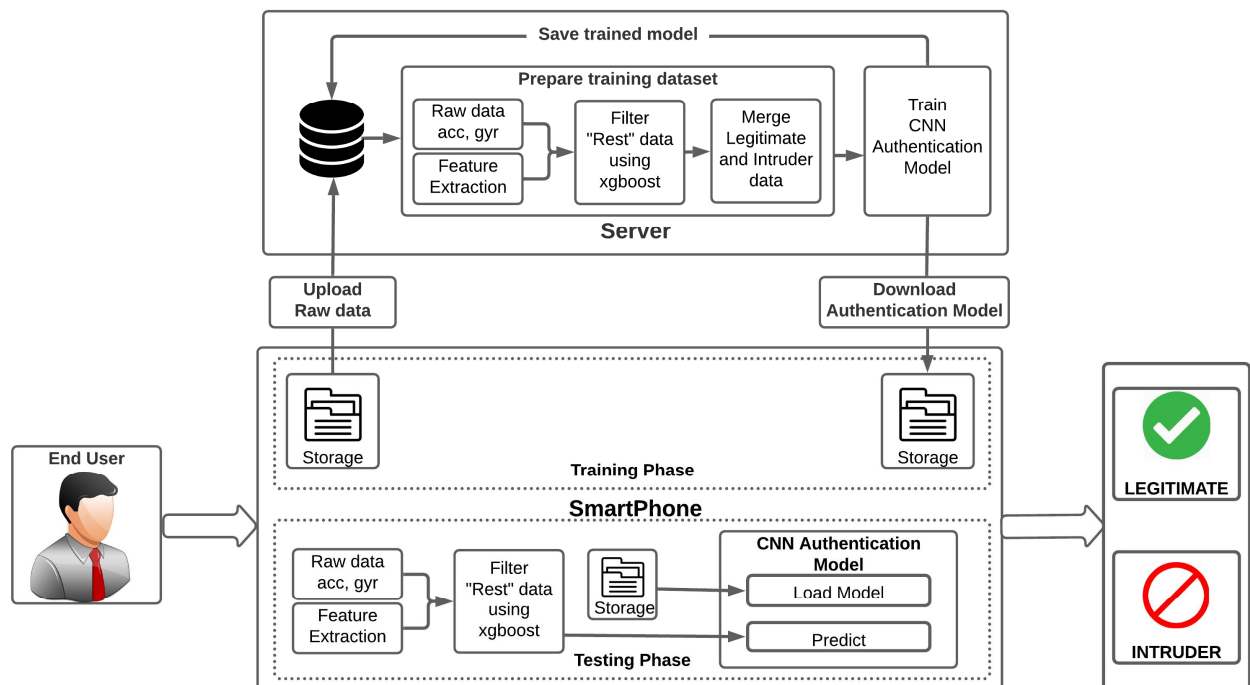 Save trained model
Prepare training dataset
Raw data
acc, gyr
Feature
Extraction
Filter
"Rest" data
using
xgboost
Merge
Legitimate
and Intruder
data
Train
CNN
Authentication
Model
Server
Upload
Raw data
Download
Authentication Model
Storage
Storage
Training Phase
End User
SmartPhone
Raw data
acc, gyr
Feature
Extraction
Filter
"Rest" data
using
xgboost
Storage
CNN Authentication
Model
Load Model
Predict
Testing Phase
LEGITIMATE
INTRUDER